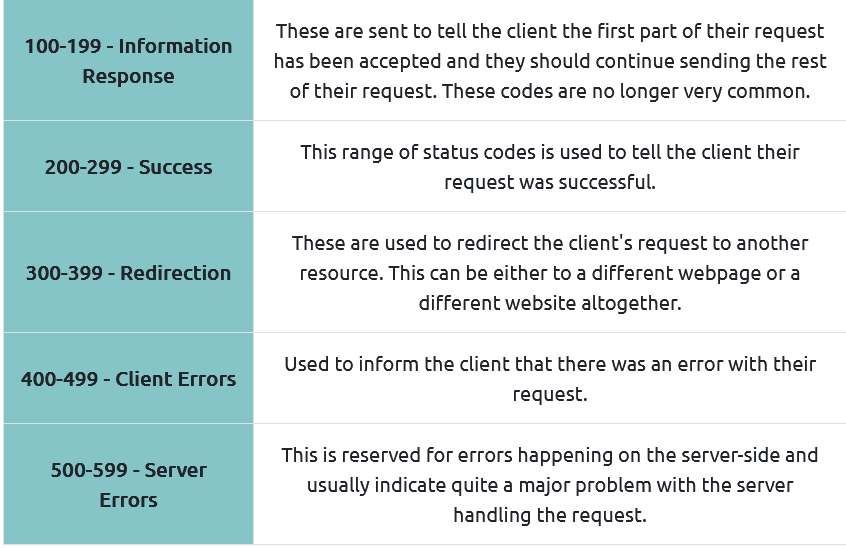 100-199 - Information
Response
These are sent to tell the client the first part of their request
has been accepted and they should continue sending the rest
of their request. These codes are no longer very common.
200-299 - Success
This range of status codes is used to tell the client their
request was successful.
300-399 - Redirection
These are used to redirect the client's request to another
resource. This can be either to a different webpage or a
different website altogether.
400-499 - Client Errors
Used to inform the client that there was an error with their
request.
500-599 - Server
Errors
This is reserved for errors happening on the server-side and
usually indicate quite a major problem with the server
handling the request.